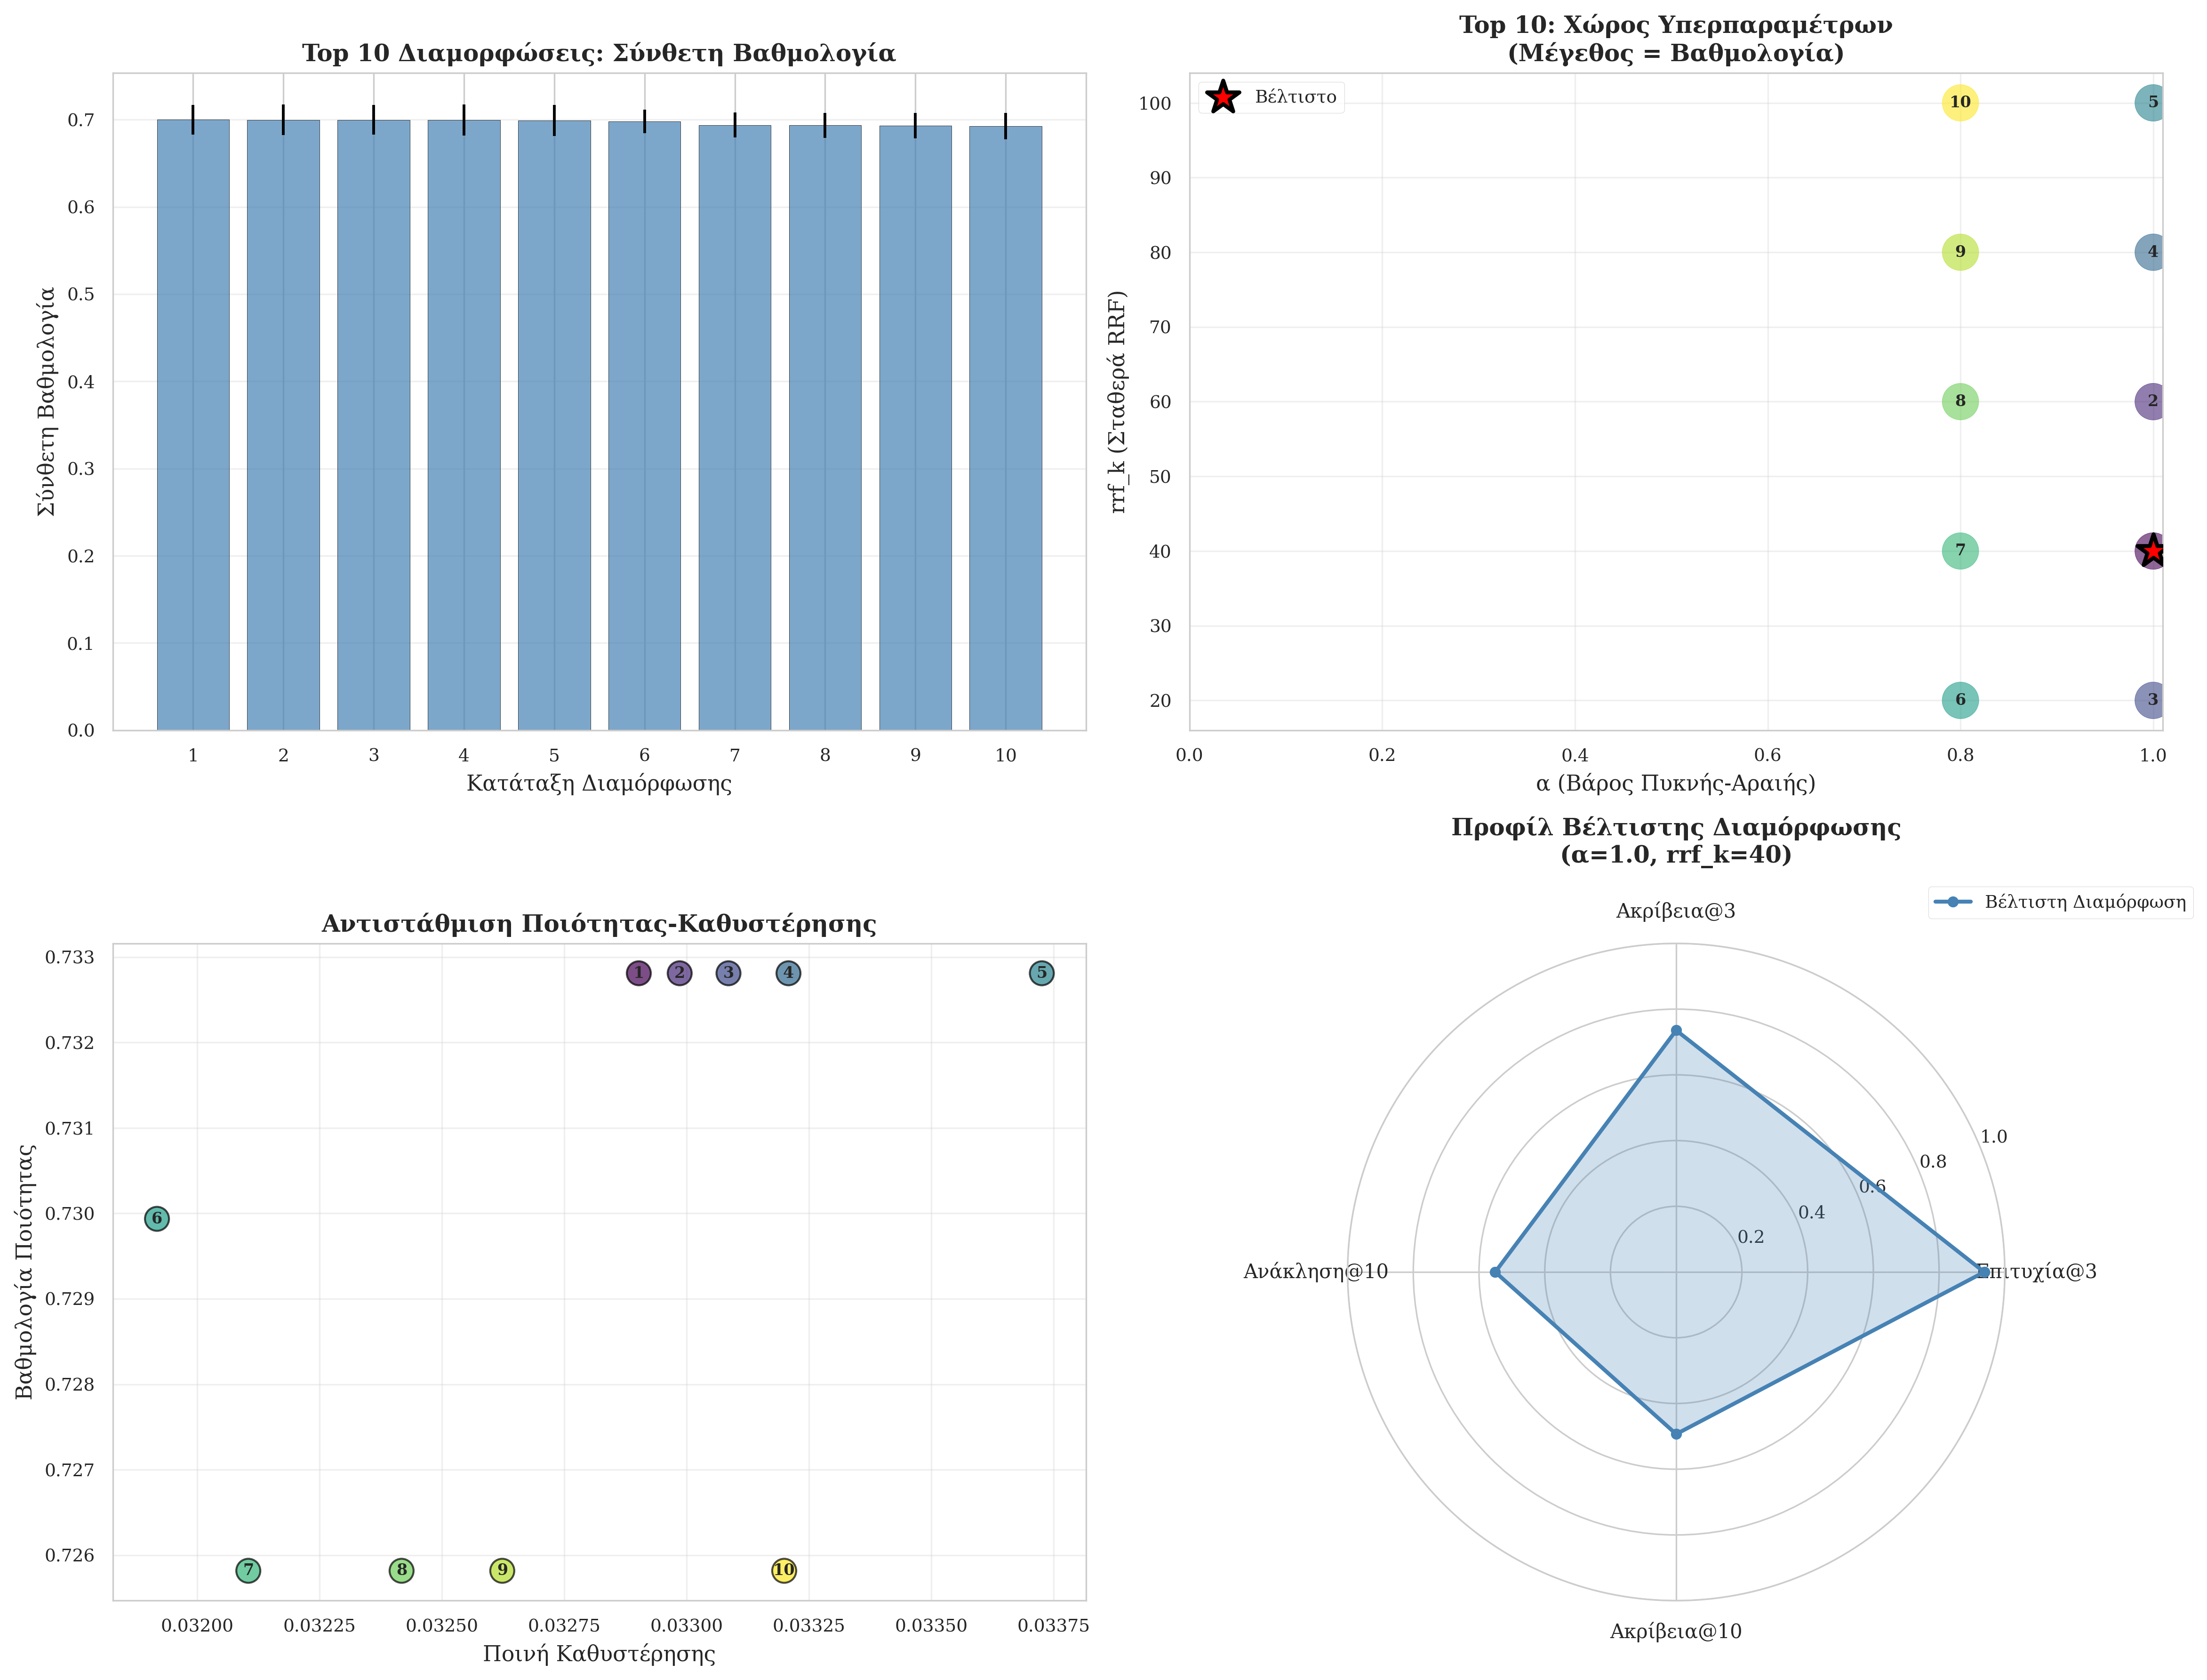 Top 10 Διαμορφώσεις: Σύνθετη Βαθμολογία
Σύνθετη Βαθμολογία
0.7
0.6
0.5
0.4
0.3
0.2
0.1
0.0
1 2 3 4 5 6 7 8 9 10
Κατάταξη Διαμόρφωσης
Top 10: Χώρος Υπερπαραμέτρων
(Μέγεθος = Βαθμολογία)
Βέλτιστο
rrf_k (Σταθερά RRF)
100
90
80
70
60
50
40
30
20
10 5
9 4
8 2
7
6 3
0.0 0.2 0.4 0.6 0.8 1.0
α (Βάρος Πυκνής-Αραιής)
Αντιστάθμιση Ποιότητας-Καθυστέρησης
Βαθμολογία Ποιότητας
0.733
0.732
0.731
0.730
0.729
0.728
0.727
0.726
1 2 3 4 5
6
7 8 9 10
0.03200 0.03225 0.03250 0.03275 0.03300 0.03325 0.03350 0.03375
Ποινή Καθυστέρησης
Προφίλ Βέλτιστης Διαμόρφωσης
(α=1.0, rrf_k=40)
Βέλτιστη Διαμόρφωση
Ακρίβεια@3
1.0
0.8
0.6
0.4
0.2
Ανάκληση@10
Επιτυχία@3
Ακρίβεια@10